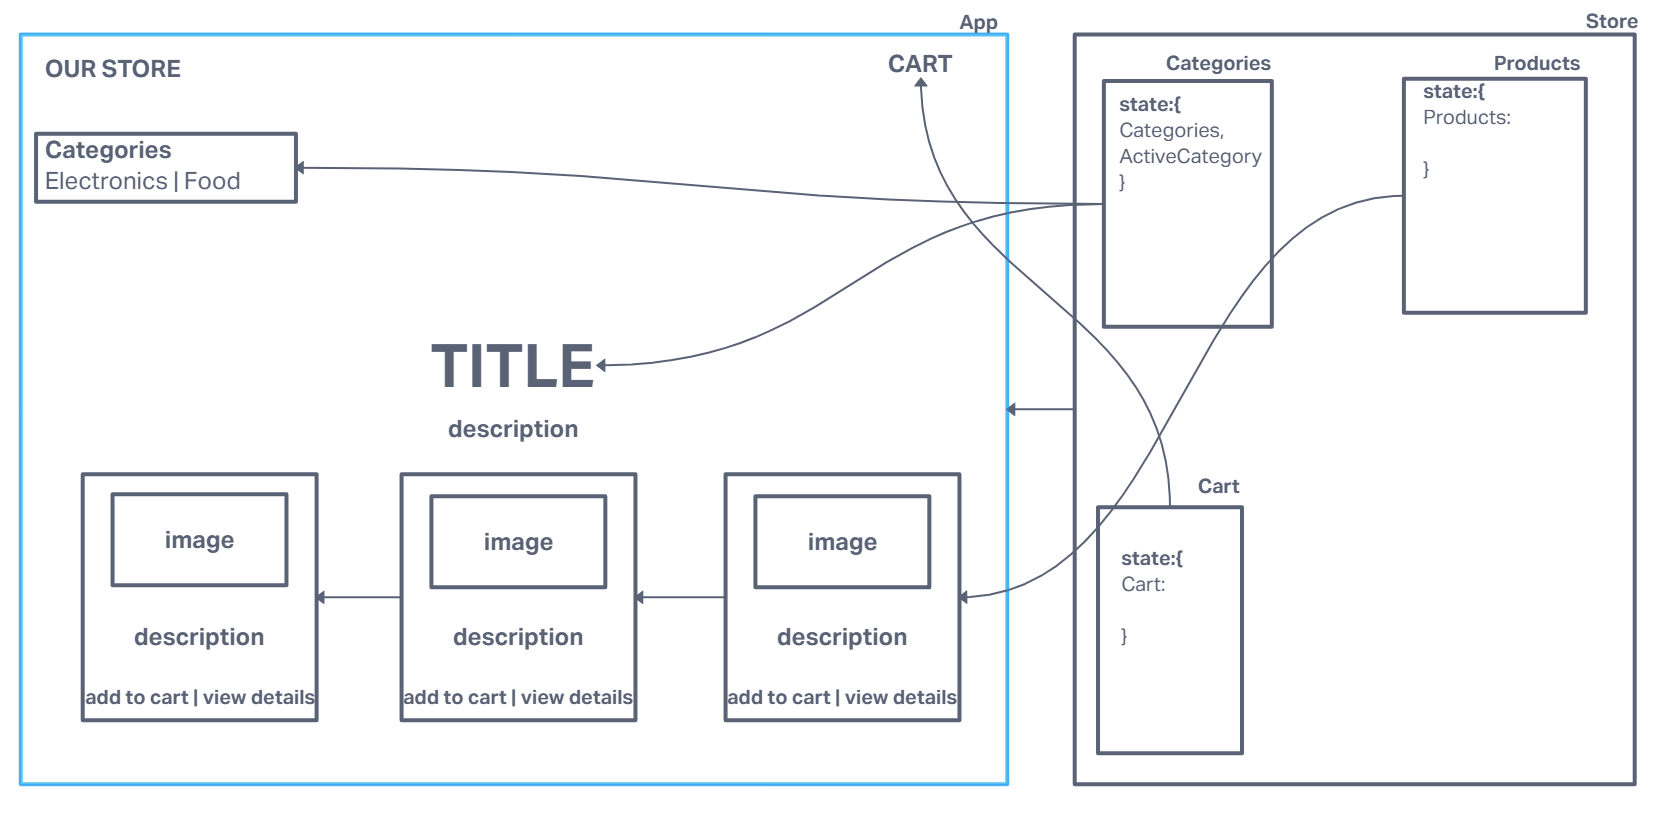 App
OUR STORE
CART
Categories
Electronics | Food
TITLE
description
image
description
add to cart | view details
image
description
add to cart | view details
image
description
add to cart | view details
Store
Categories
state:{
Categories,
ActiveCategory
}
Products
state:{
Products:
}
Cart
state:{
Cart:
}